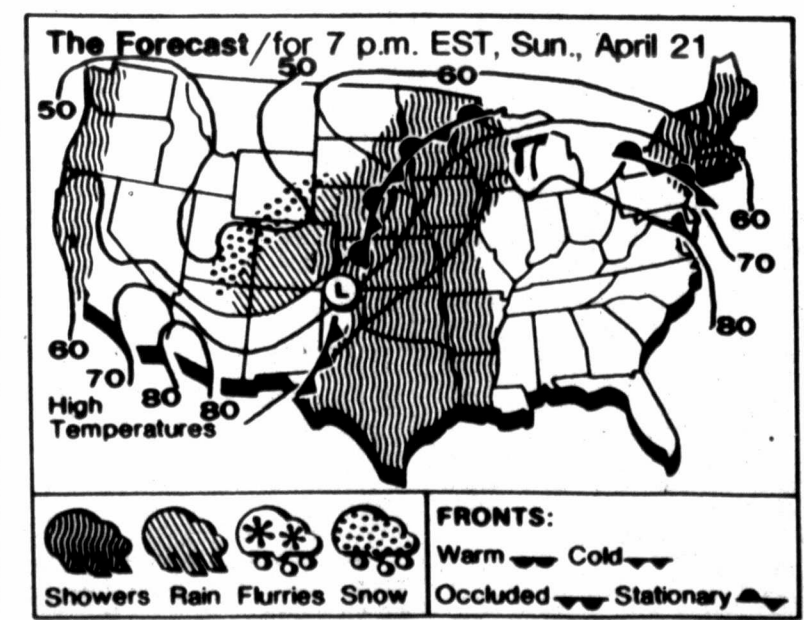 The Forecast/for 7 p.m. EST, Sun., April 21
50
60
50
L
60
70
80
60
70
80
80
High
Temperatures
Showers Rain Flurries Snow
FRONTS:
Warm Cold
Occluded Stationary